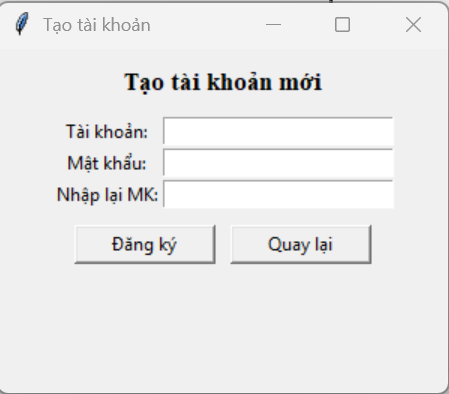 Tạo tài khoản
Tạo tài khoản mới
Tài khoản:
Mật khẩu:
Nhập lại MK:
Đăng ký Quay lại